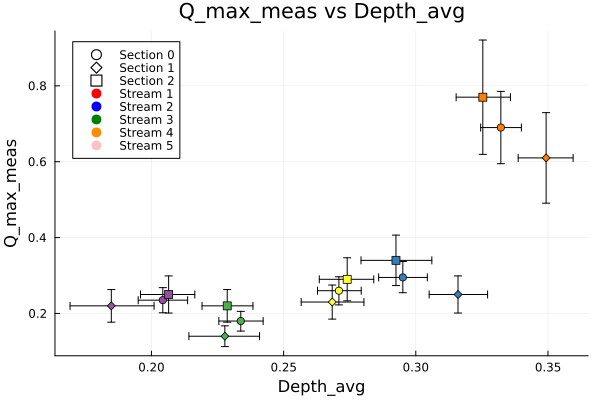 Q_max_meas vs Depth_avg
Section 0
Section 1
Section 2
Stream 1
Stream 2
Stream 3
Stream 4
Stream 5
Q_max_meas
0.8
0.6
0.4
0.2
0.20
0.25
0.30
0.35
Depth_avg